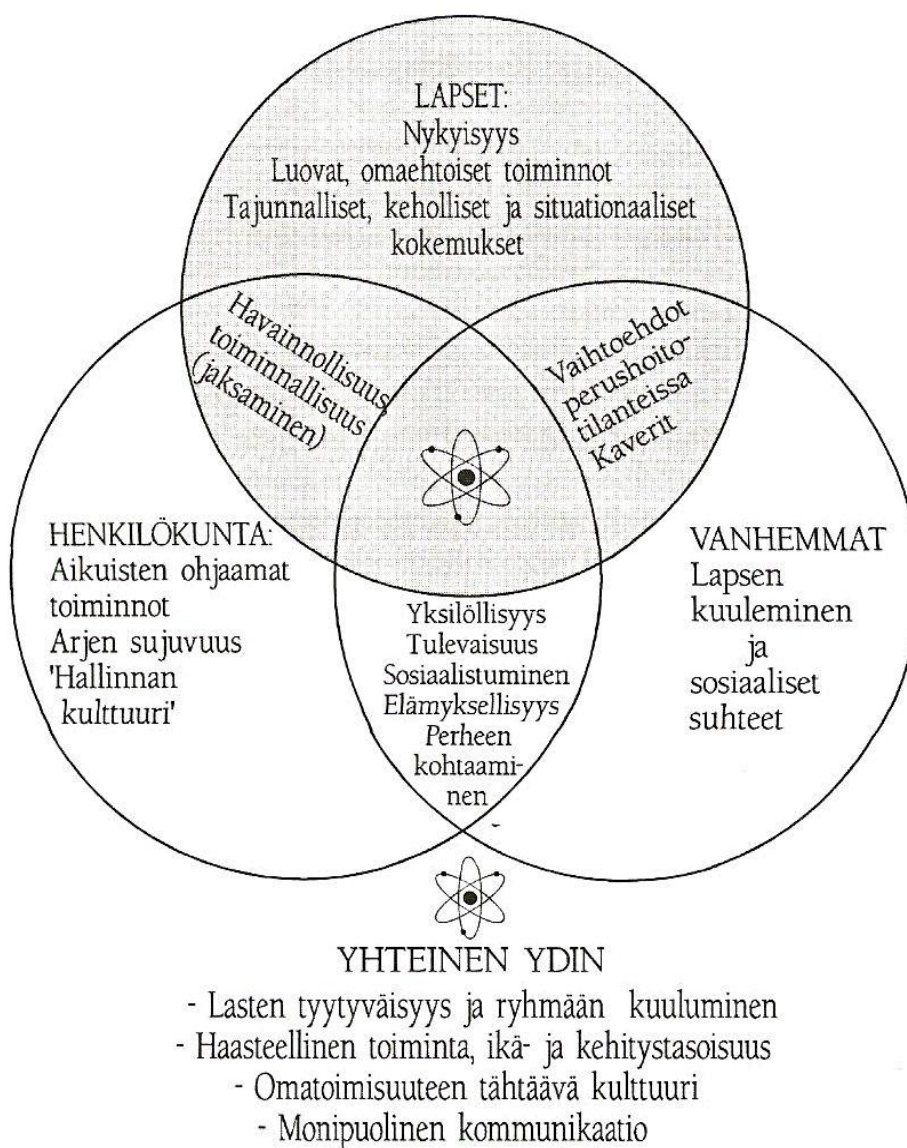 LAPSET:
Nykyisyys
Luovat, omaehtoiset toiminnot
Tajunnalliset, keholliset ja situationaaliset
kokemukset
Havainnollisuus,
toiminnallisuus
(jaksaminen)
Vaihtoehdot
perushoito-
tilanteissa
Kaverit
HENKILÖKUNTA:
Aikuisten ohjaamat
toiminnot
Arjen sujuvuus
'Hallinnan
kulttuuri'
VANHEMMAT
Lapsen
kuuleminen
ja
sosiaaliset
suhteet
Yksilöllisyys
Tulevaisuus
Sosiaalistuminen
Elämyksellisyys
Perheen
kohtaami-
nen
YHTEINEN YDIN
- Lasten tyytyväisyys ja ryhmään kuuluminen
- Haasteellinen toiminta, ikä- ja kehitystasoisuus
- Omatoimisuuteen tähtäävä kulttuuri
- Monipuolinen kommunikaatio